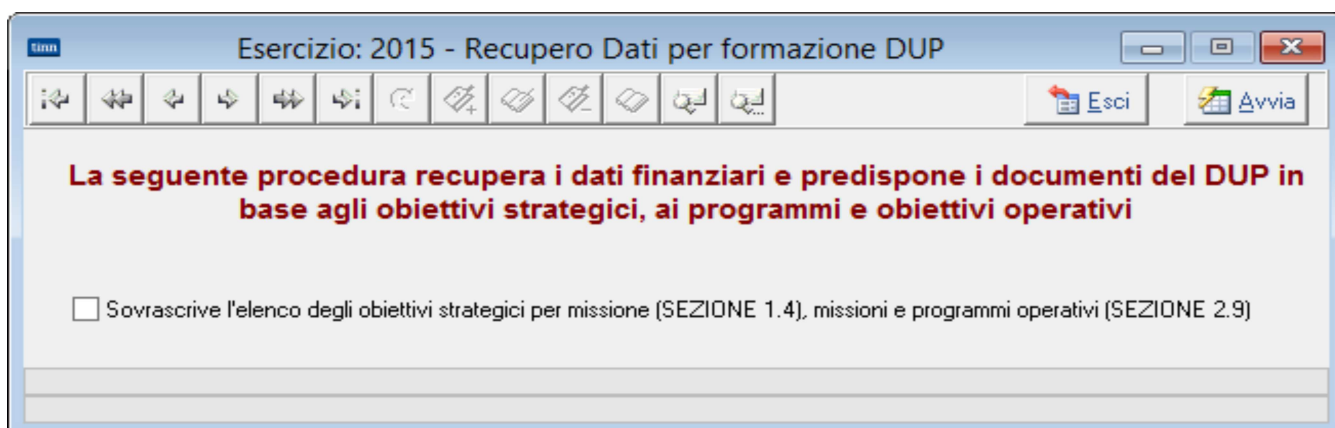 tinn
Esercizio: 2015 - Recupero Dati per formazione DUP
Esci
Avvia
La seguente procedura recupera i dati finanziari e predispone i documenti del DUP in
base agli obiettivi strategici, ai programmi e obiettivi operativi
Sovrascrive l'elenco degli obiettivi strategici per missione (SEZIONE 1.4), missioni e programmi operativi (SEZIONE 2.9)